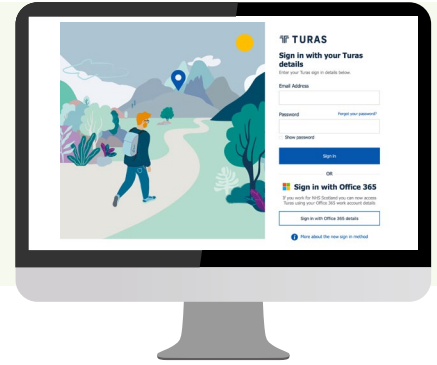 TURAS
Sign in with your Turas
details
Enter your Turas sign in details below.
Email Address
Password Forgot your password?
Show password
Sign in
OR
Sign in with Office 365
If you work for NHS Scotland you can now access
Turas using your Office 365 work account details
Sign in with Office 365 details
More about the new sign in method